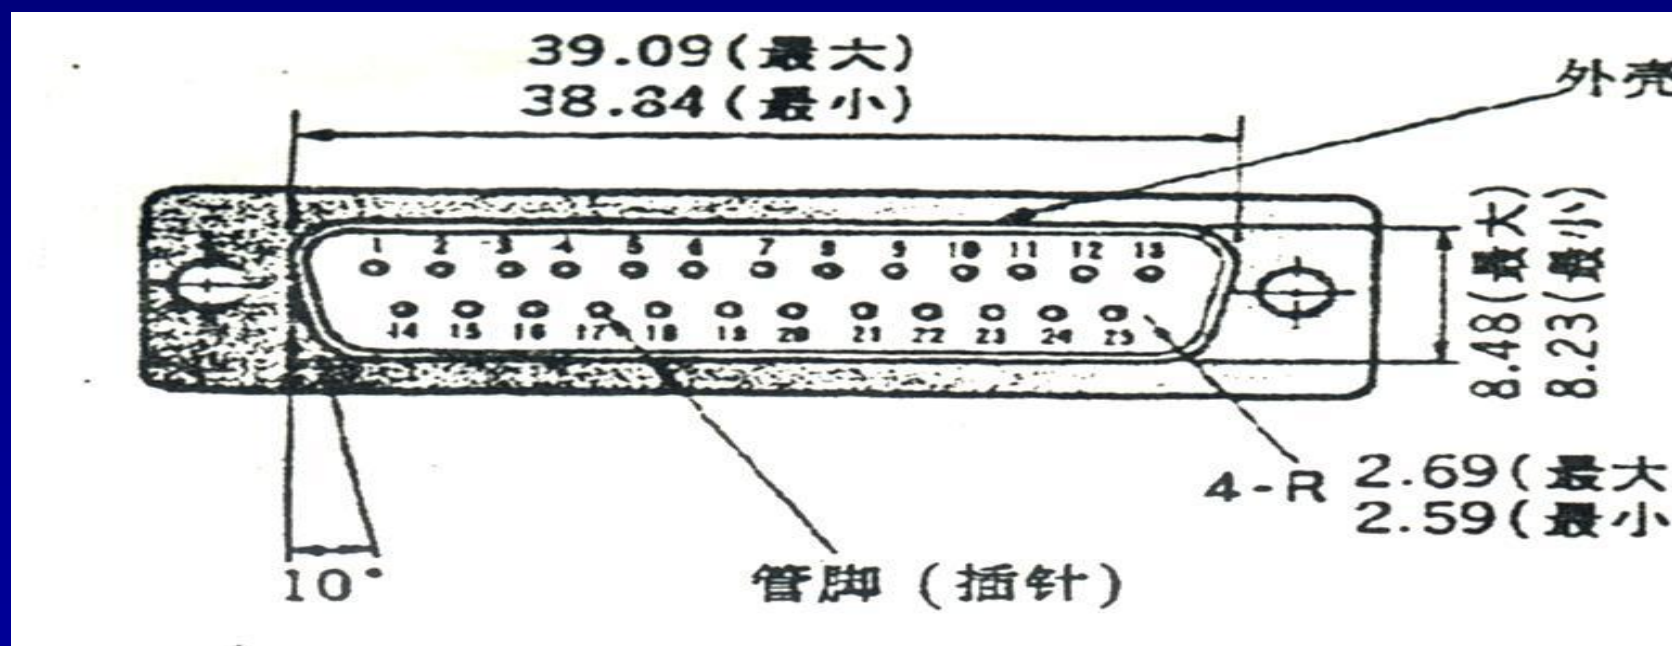 39.09(最大)
38.84(最小)
外壳
1 2 3 4 5 6 7 8 9 10 11 12 13
14 15 16 17 18 19 20 21 22 23 24 25
8.48(最大)
8.23(最小)
4-R 2.69(最大
2.59(最小
10°
管脚(插针)